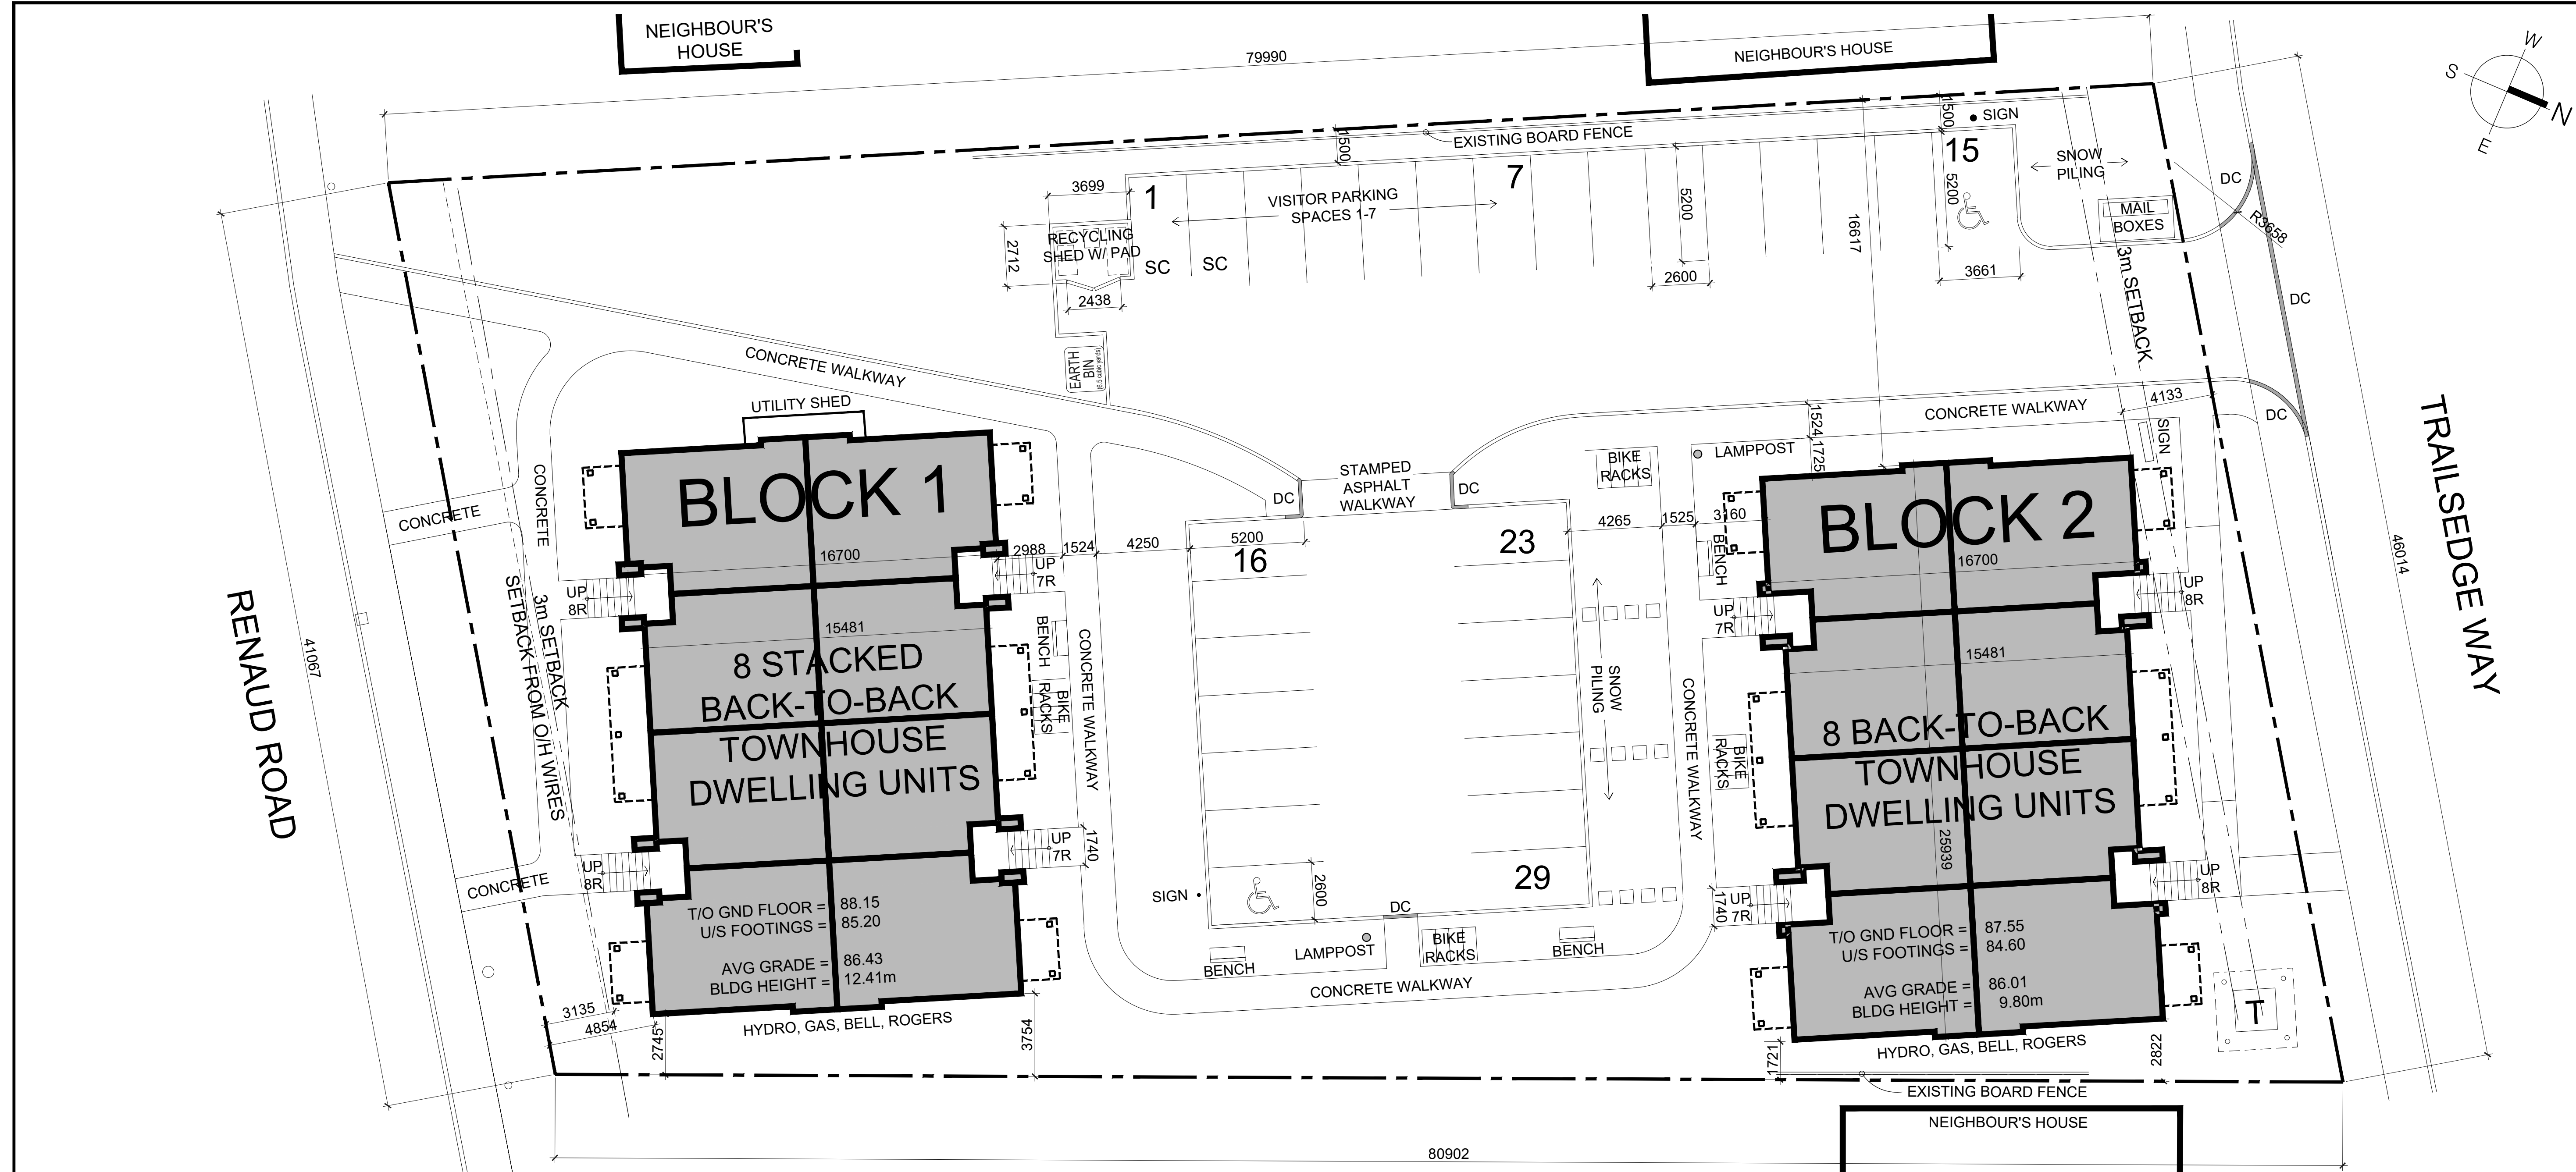 NEIGHBOUR'S
HOUSE
79990
NEIGHBOUR'S HOUSE
W
S
N
E
1500
EXISTING BOARD FENCE
1500
SIGN
15
SNOW
PILING
DC
3699
1
VISITOR PARKING
SPACES 1-7
7
5200
5200
16617
MAIL
BOXES
R3658
2712
RECYCLING
SHED W/ PAD
SC
SC
2438
2600
3661
3m SETBACK
DC
EARTH
BIN
(6.5 cubic yards)
CONCRETE WALKWAY
UTILITY SHED
4133
CONCRETE WALKWAY
DC
TRAILSEDGE WAY
46014
1524
1725
LAMPPOST
SIGN
BIKE
RACKS
STAMPED
ASPHALT
WALKWAY
DC
DC
CONCRETE
CONCRETE
BLOCK 1
BLOCK 2
16700
2988
1524
4250
5200
16
23
4265
1525
3160
BENCH
16700
UP
7R
UP
8R
UP
8R
UP
7R
RENAUD ROAD
41067
3m SETBACK
SETBACK FROM O/H WIRES
15481
8 STACKED
BACK-TO-BACK
TOWNHOUSE
DWELLING UNITS
BENCH
BIKE
RACKS
CONCRETE WALKWAY
SNOW
PILING
CONCRETE WALKWAY
BIKE
RACKS
15481
8 BACK-TO-BACK
TOWNHOUSE
DWELLING UNITS
25939
UP
7R
1740
UP
8R
CONCRETE
SIGN
2600
29
DC
1740
UP
7R
UP
8R
T/O GND FLOOR = 88.15
U/S FOOTINGS = 85.20
AVG GRADE = 86.43
BLDG HEIGHT = 12.41m
T/O GND FLOOR = 87.55
U/S FOOTINGS = 84.60
AVG GRADE = 86.01
BLDG HEIGHT = 9.80m
BENCH
LAMPPOST
BIKE
RACKS
BENCH
CONCRETE WALKWAY
T
3135
4854
2745
HYDRO, GAS, BELL, ROGERS
3754
1721
HYDRO, GAS, BELL, ROGERS
2822
EXISTING BOARD FENCE
NEIGHBOUR'S HOUSE
80902